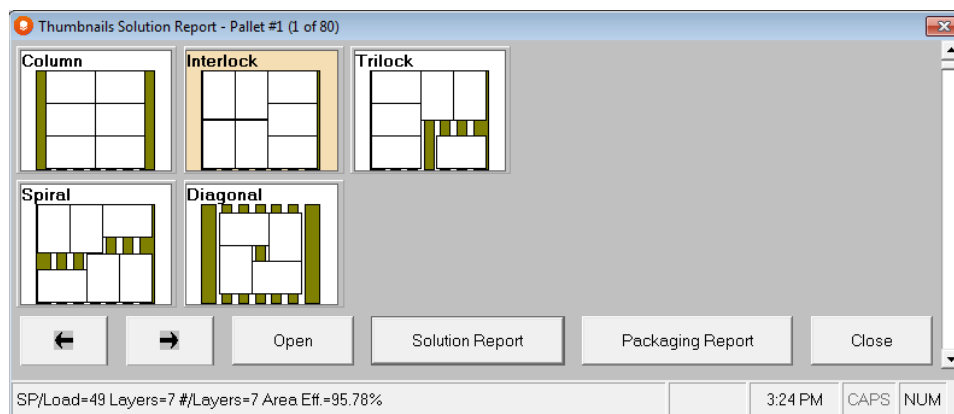 Thumbnails Solution Report - Pallet #1 (1 of 80)
Column
Interlock
Trilock
Spiral
Diagonal
Open
Solution Report
Packaging Report
Close
SP/Load=49 Layers=7 #/Layers=7 Area Eff.=95.78%
3:24 PM
CAPS
NUM